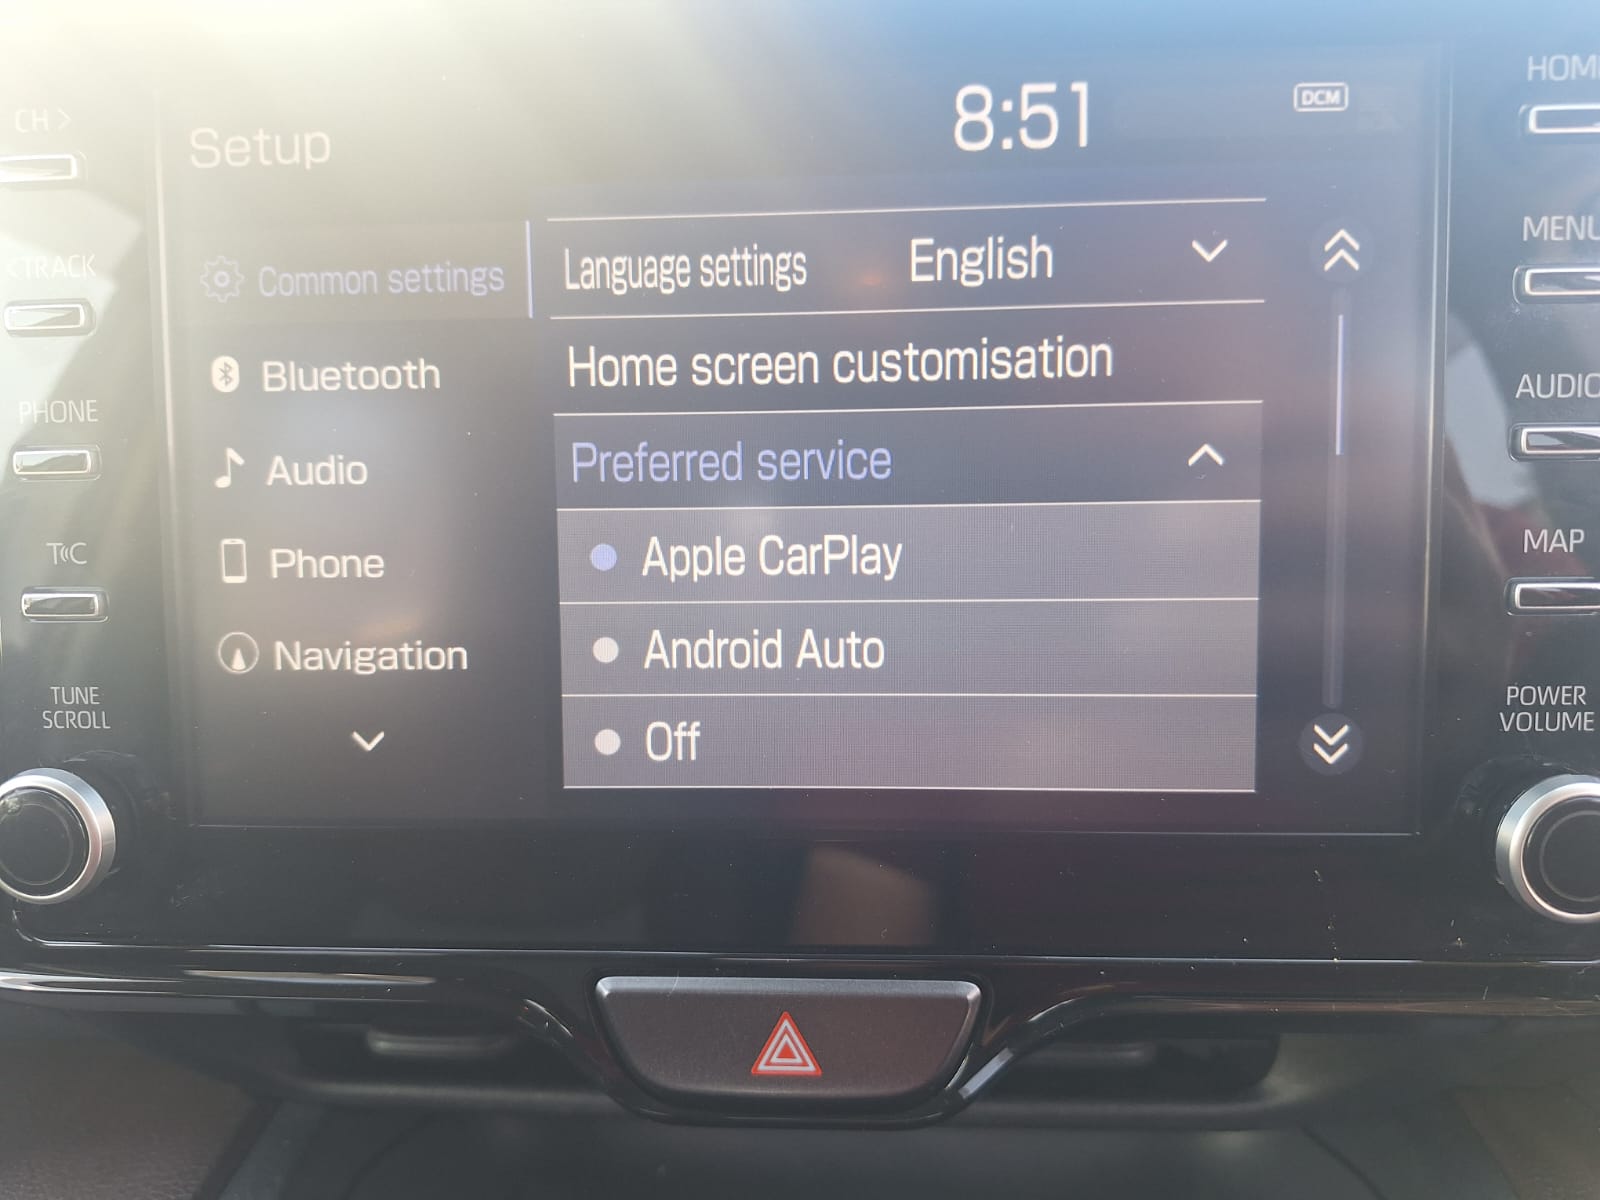 Setup
8:51
DCM
Common settings
Bluetooth
Audio
Phone
Navigation
Language settings English
Home screen customisation
Preferred service
Apple CarPlay
Android Auto
Off
CH >
<TRACK
PHONE
T((C
TUNE
SCROLL
HOME
MENU
AUDIO
MAP
POWER
VOLUME